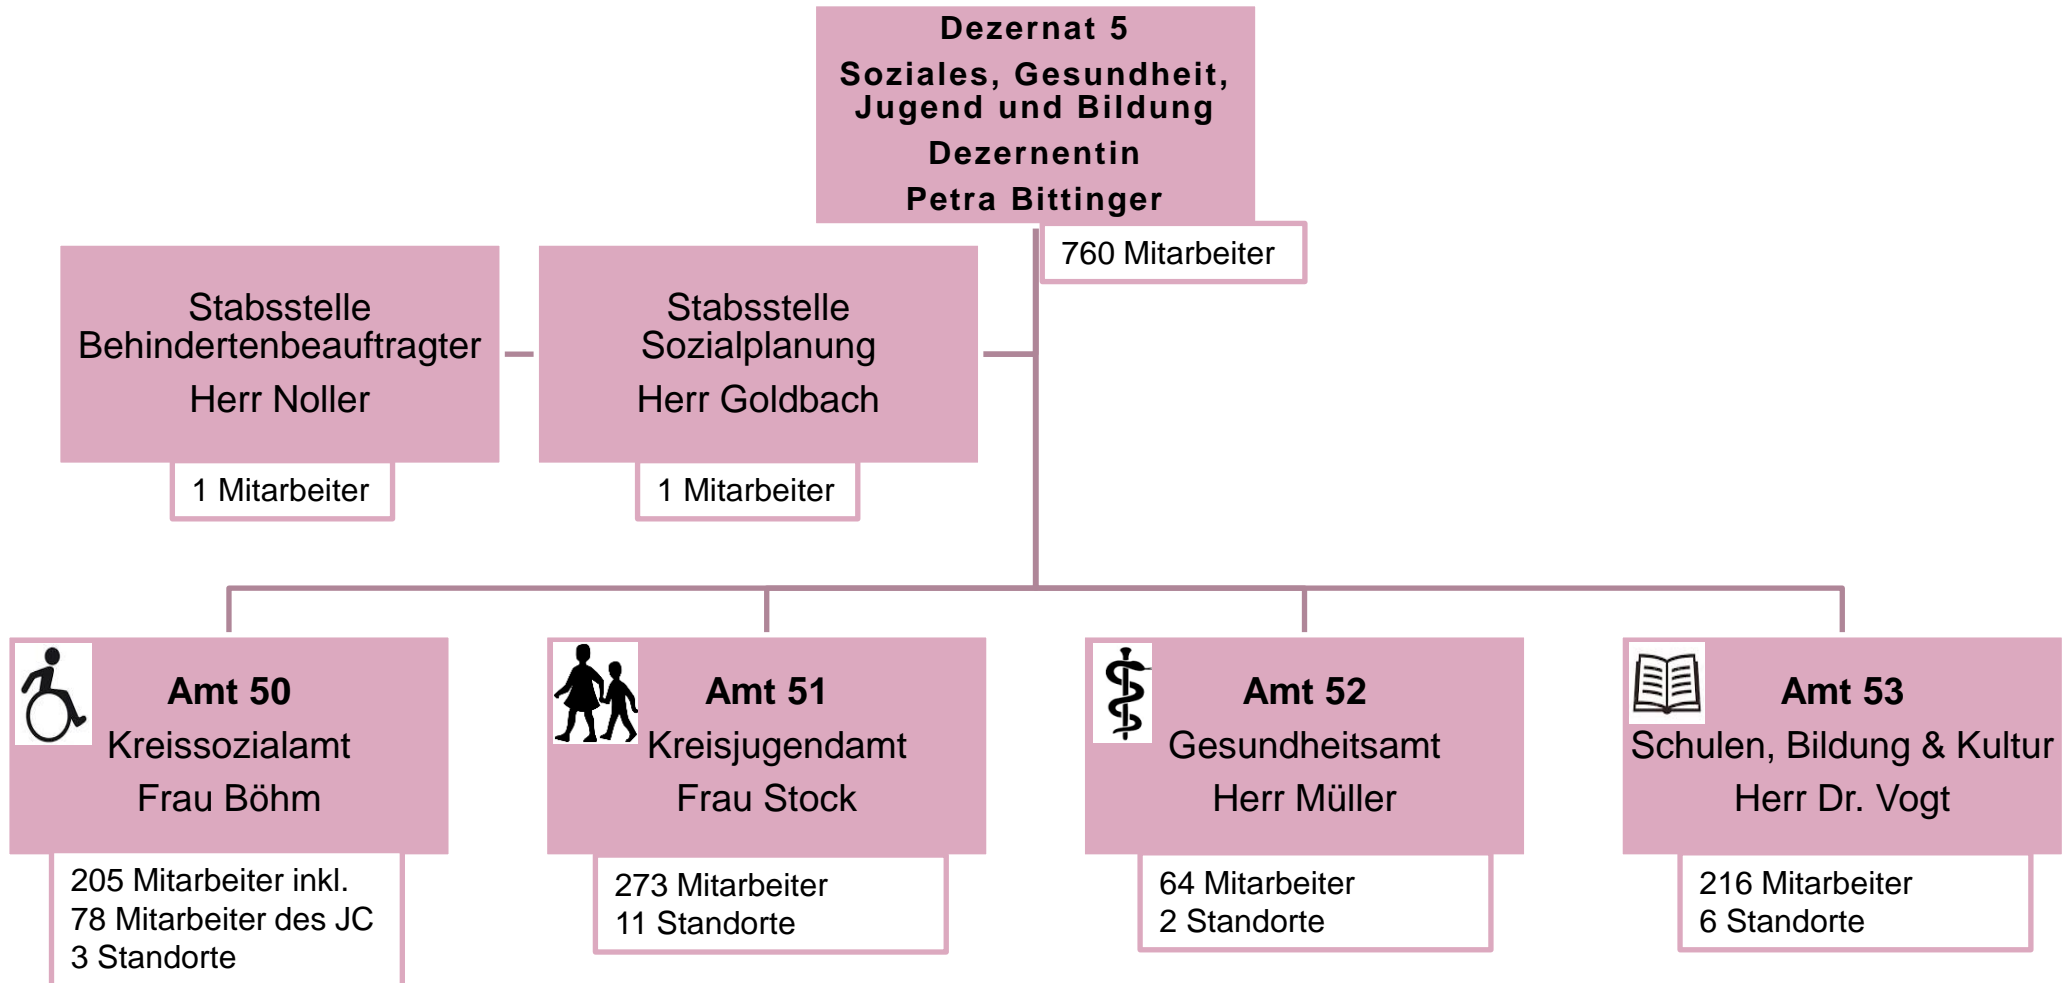 Dezernat 5
Soziales, Gesundheit,
Jugend und Bildung
Dezernentin
Petra Bittinger
760 Mitarbeiter
Stabsstelle
Behindertenbeauftragter
Herr Noller
1 Mitarbeiter
Stabsstelle
Sozialplanung
Herr Goldbach
1 Mitarbeiter
Amt 50
Kreissozialamt
Frau Böhm
205 Mitarbeiter inkl.
78 Mitarbeiter des JC
3 Standorte
Amt 51
Kreisjugendamt
Frau Stock
273 Mitarbeiter
11 Standorte
Amt 52
Gesundheitsamt
Herr Müller
64 Mitarbeiter
2 Standorte
Amt 53
Schulen, Bildung & Kultur
Herr Dr. Vogt
216 Mitarbeiter
6 Standorte